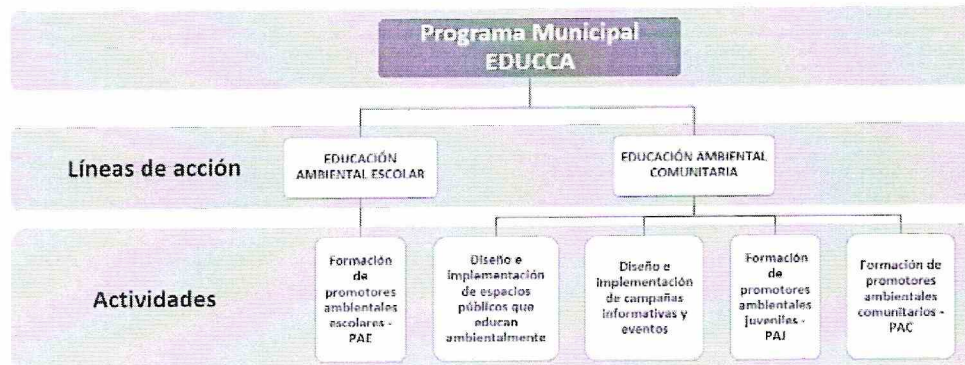 Programa Municipal
EDUCCA
Líneas de acción
EDUCACIÓN
AMBIENTAL ESCOLAR
EDUCACIÓN AMBIENTAL
COMUNITARIA
Actividades
Formación
de
promotores
ambientales
escolares -
PAE
Diseño e
implementación
de espacios
públicos que
educan
ambientalmente
Diseño e
implementación
de campañas
informativas y
eventos
Formación
de
promotores
ambientales
juveniles -
PAJ
Formación de
promotores
ambientales
comunitarios -
PAC